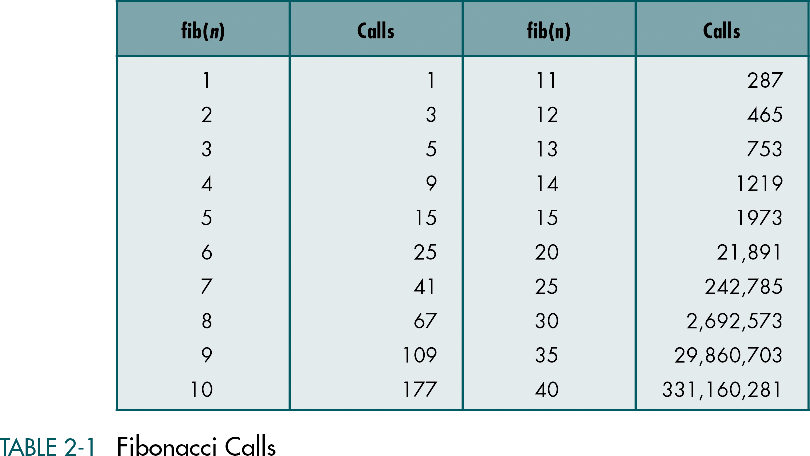 fib(n) Calls fib(n) Calls
1 1 11 287
2 3 12 465
3 5 13 753
4 9 14 1219
5 15 15 1973
6 25 20 21,891
7 41 25 242,785
8 67 30 2,692,573
9 109 35 29,860,703
10 177 40 331,160,281
TABLE 2-1 Fibonacci Calls